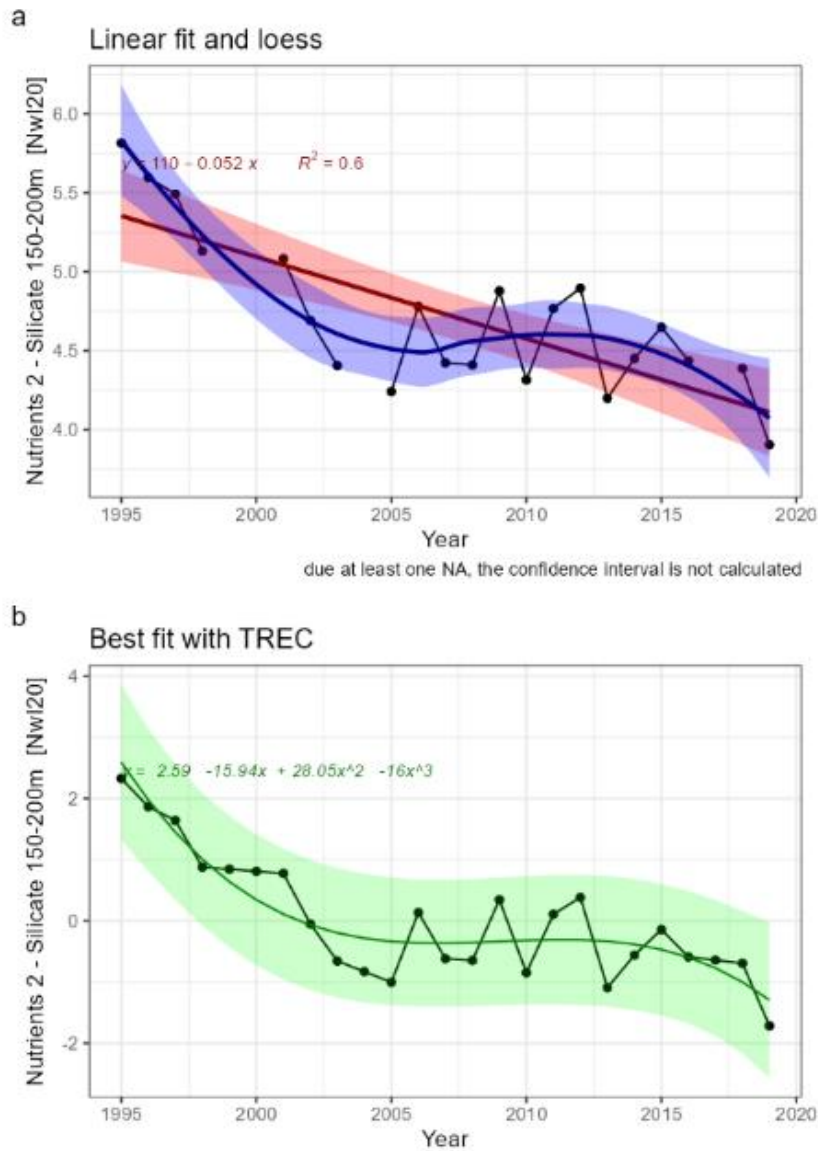 a
Linear fit and loess
Nutrients 2 - Silicate 150-200m [NwI20]
6.0
5.5
5.0
4.5
4.0
y = 110 - 0.052 x R² = 0.6
1995 2000 2005 2010 2015 2020
Year
due at least one NA, the confidence interval is not calculated
b
Best fit with TREC
Nutrients 2 - Silicate 150-200m [NwI20]
4
2
0
-2
y = 2.59 -15.94x + 28.05x^2 -16x^3
1995 2000 2005 2010 2015 2020
Year